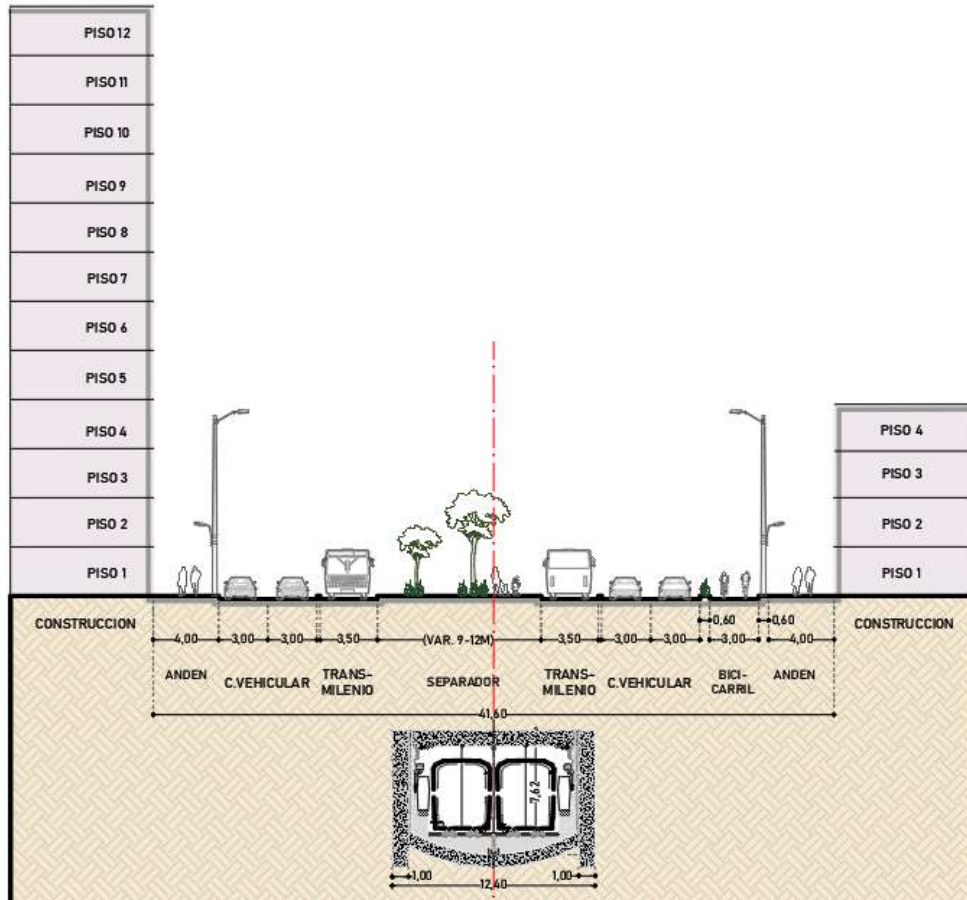 PISO 12
PISO 11
PISO 10
PISO 9
PISO 8
PISO 7
PISO 6
PISO 5
PISO 4
PISO 3
PISO 2
PISO 1
PISO 4
PISO 3
PISO 2
PISO 1
CONSTRUCCION
CONSTRUCCION
4,00 3,00 3,00 3,50 (VAR. 9-12M) 3,50 3,00 3,00 0,60 3,00 0,60 4,00
ANDEN
C.VEHICULAR
TRANS-
MILENIO
SEPARADOR
TRANS-
MILENIO
C.VEHICULAR
BICI-
CARRIL
ANDEN
41,60
7,62
1,00 1,00
12,40